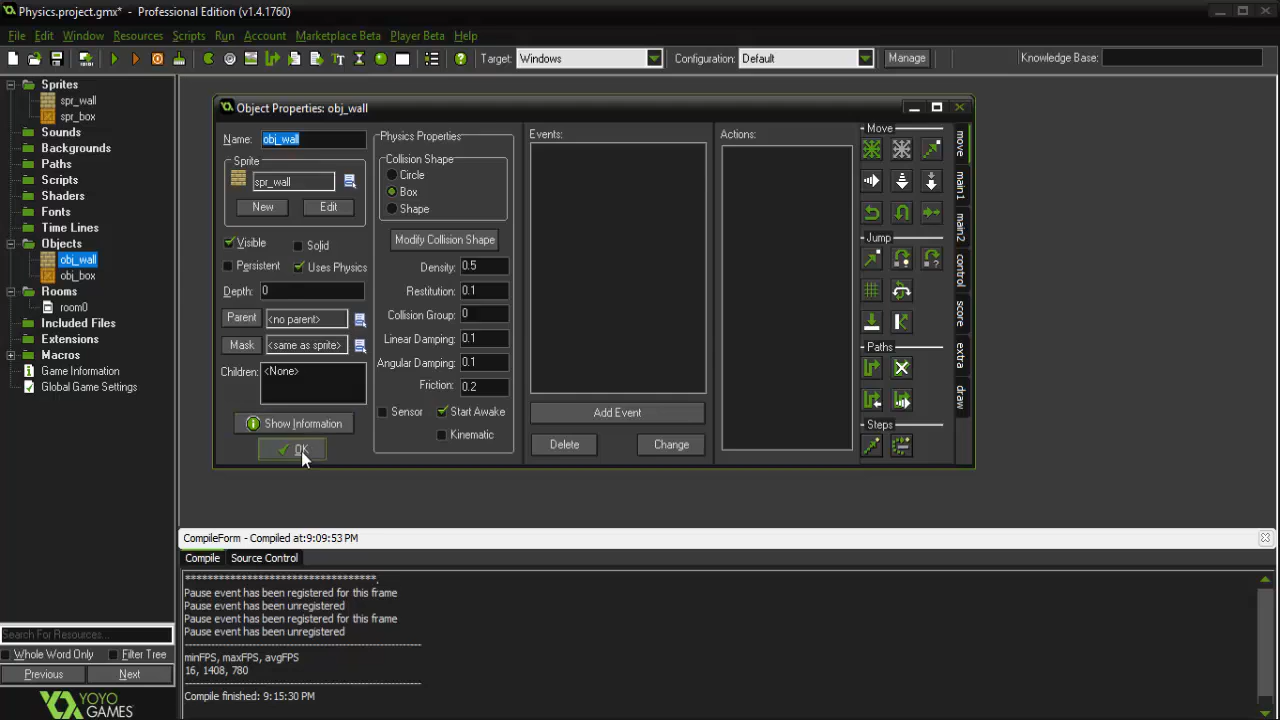 Physics.project.gmx* - Professional Edition (v1.4.1760)
File Edit Window Resources Scripts Run Account Marketplace Beta Player Beta Help
Target: Windows Configuration: Default Manage Knowledge Base:
Sprites
spr_wall
spr_box
Sounds
Backgrounds
Paths
Scripts
Shaders
Fonts
Time Lines
Objects
obj_wall
obj_box
Rooms
room0
Included Files
Extensions
Macros
Game Information
Global Game Settings
Search For Resources...
Whole Word Only Filter Tree
Previous Next
YOYO
GAMES
Object Properties: obj_wall
Name: obj_wall
Sprite
spr_wall
New Edit
Visible Solid
Persistent Uses Physics
Depth: 0
Parent <no parent>
Mask <same as sprite>
Children: <None>
Show Information
OK
Physics Properties
Collision Shape
Circle
Box
Shape
Modify Collision Shape
Density: 0.5
Restitution: 0.1
Collision Group: 0
Linear Damping: 0.1
Angular Damping: 0.1
Friction: 0.2
Sensor Start Awake
Kinematic
Events:
Add Event
Delete Change
Actions:
Move
Jump
Paths
Steps
move
main1
main2
control
score
extra
draw
CompileForm - Compiled at:9:09:53 PM
Compile Source Control
***********************************.
Pause event has been registered for this frame
Pause event has been unregistered
Pause event has been registered for this frame
Pause event has been unregistered
minFPS, maxFPS, avgFPS
16, 1408, 780
Compile finished: 9:15:30 PM